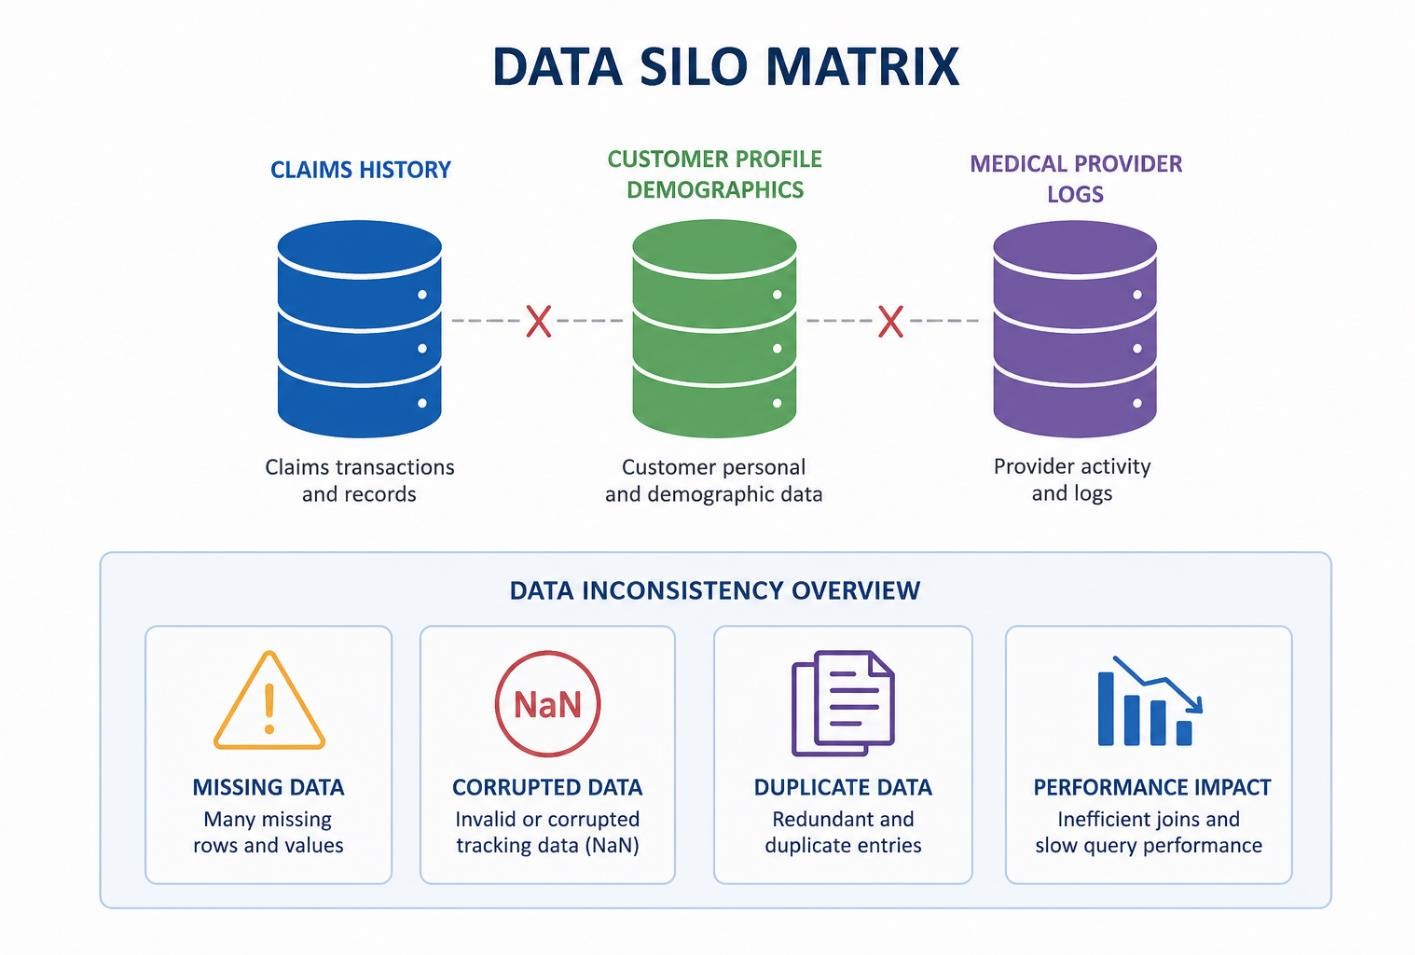 DATA SILO MATRIX
CLAIMS HISTORY
CUSTOMER PROFILE
DEMOGRAPHICS
MEDICAL PROVIDER
LOGS
Claims transactions
and records
Customer personal
and demographic data
Provider activity
and logs
DATA INCONSISTENCY OVERVIEW
MISSING DATA
Many missing
rows and values
NaN
CORRUPTED DATA
Invalid or corrupted
tracking data (NaN)
DUPLICATE DATA
Redundant and
duplicate entries
PERFORMANCE IMPACT
Inefficient joins and
slow query performance